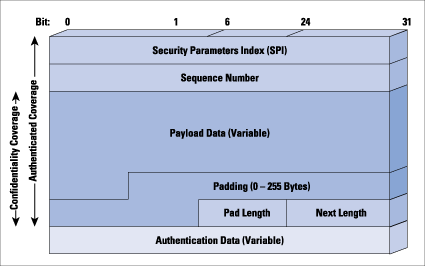 Bit: 0 1 6 24 31
Security Parameters Index (SPI)
Sequence Number
Confidentiality Coverage
Authenticated Coverage
Payload Data (Variable)
Padding (0 – 255 Bytes)
Pad Length Next Length
Authentication Data (Variable)